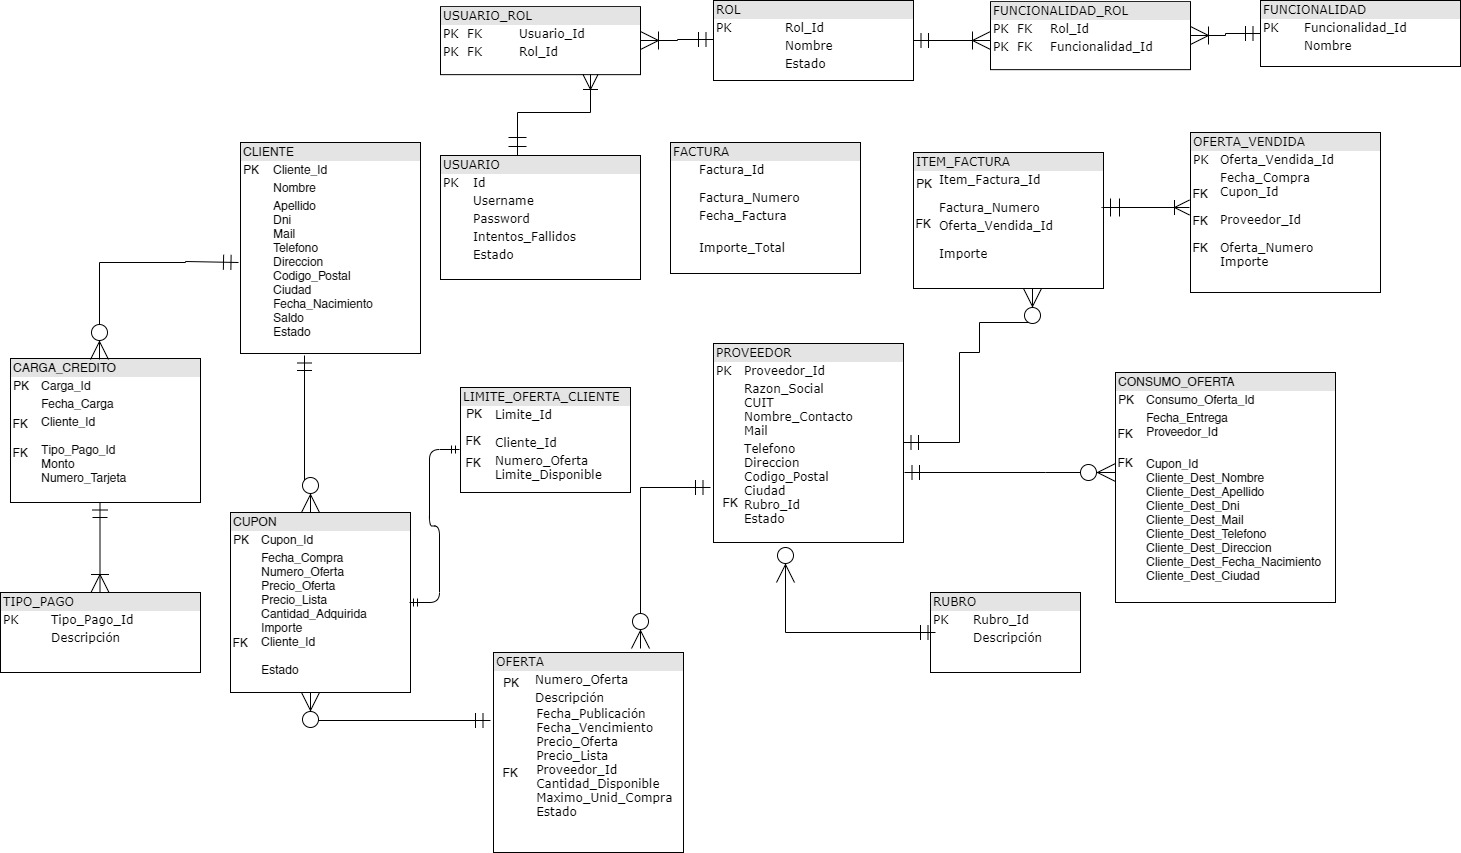 USUARIO_ROL
PK FK Usuario_Id
PK FK Rol_Id
ROL
PK Rol_Id
Nombre
Estado
FUNCIONALIDAD_ROL
PK FK Rol_Id
PK FK Funcionalidad_Id
FUNCIONALIDAD
PK Funcionalidad_Id
Nombre
CLIENTE
PK Cliente_Id
Nombre
Apellido
Dni
Mail
Telefono
Direccion
Codigo_Postal
Ciudad
Fecha_Nacimiento
Saldo
Estado
USUARIO
PK Id
Username
Password
Intentos_Fallidos
Estado
FACTURA
Factura_Id
Factura_Numero
Fecha_Factura
Importe_Total
ITEM_FACTURA
PK Item_Factura_Id
Factura_Numero
FK Oferta_Vendida_Id
Importe
OFERTA_VENDIDA
PK Oferta_Vendida_Id
Fecha_Compra
FK Cupon_Id
FK Proveedor_Id
FK Oferta_Numero
Importe
CARGA_CREDITO
PK Carga_Id
Fecha_Carga
FK Cliente_Id
FK Tipo_Pago_Id
Monto
Numero_Tarjeta
LIMITE_OFERTA_CLIENTE
PK Limite_Id
FK Cliente_Id
FK Numero_Oferta
Limite_Disponible
PROVEEDOR
PK Proveedor_Id
Razon_Social
CUIT
Nombre_Contacto
Mail
Telefono
Direccion
Codigo_Postal
Ciudad
FK Rubro_Id
Estado
CONSUMO_OFERTA
PK Consumo_Oferta_Id
Fecha_Entrega
FK Proveedor_Id
FK Cupon_Id
Cliente_Dest_Nombre
Cliente_Dest_Apellido
Cliente_Dest_Dni
Cliente_Dest_Mail
Cliente_Dest_Telefono
Cliente_Dest_Direccion
Cliente_Dest_Fecha_Nacimiento
Cliente_Dest_Ciudad
CUPON
PK Cupon_Id
Fecha_Compra
Numero_Oferta
Precio_Oferta
Precio_Lista
Cantidad_Adquirida
Importe
FK Cliente_Id
Estado
TIPO_PAGO
PK Tipo_Pago_Id
Descripción
RUBRO
PK Rubro_Id
Descripción
OFERTA
PK Numero_Oferta
Descripción
Fecha_Publicación
Fecha_Vencimiento
Precio_Oferta
Precio_Lista
FK Proveedor_Id
Cantidad_Disponible
Maximo_Unid_Compra
Estado